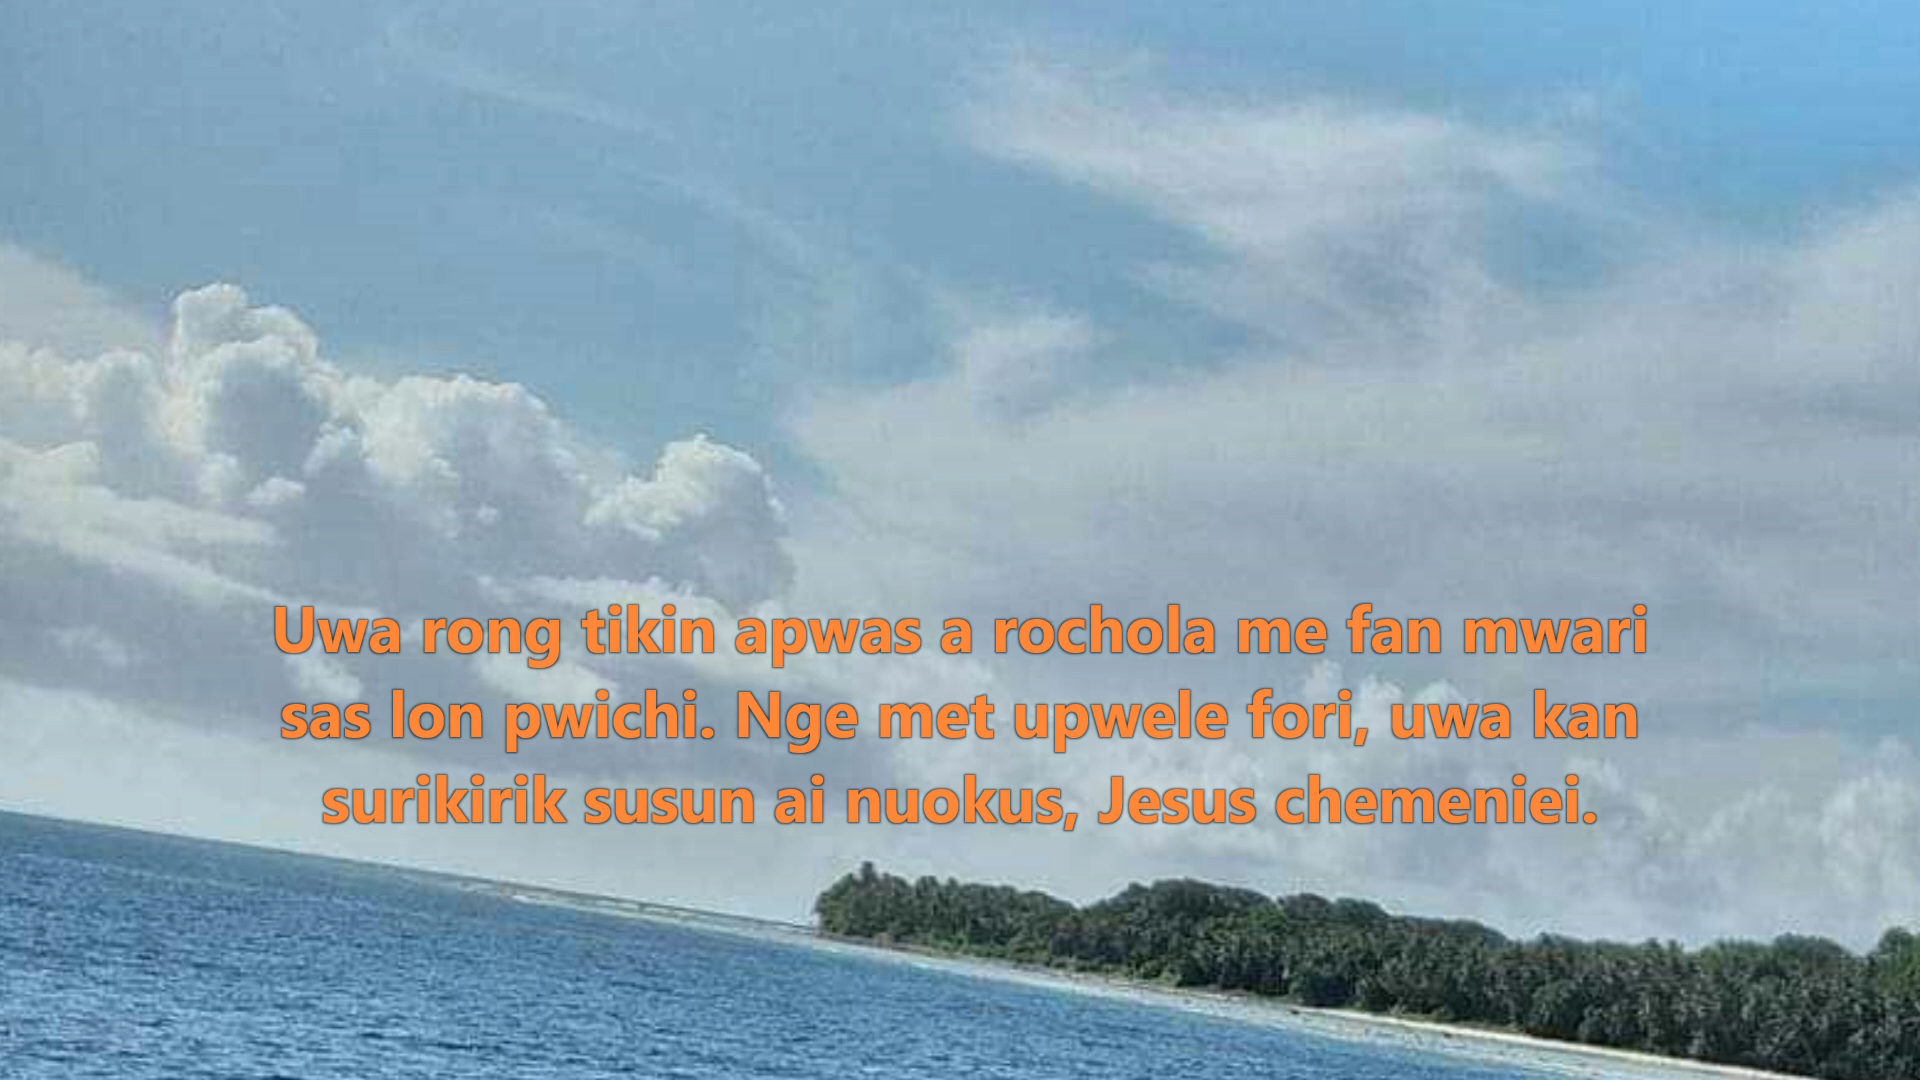 Uwa rong tikin apwas a rochola me fan mwari
sas lon pwichi. Nge met upwele fori, uwa kan
surikirik susun ai nuokus, Jesus chemeniei.